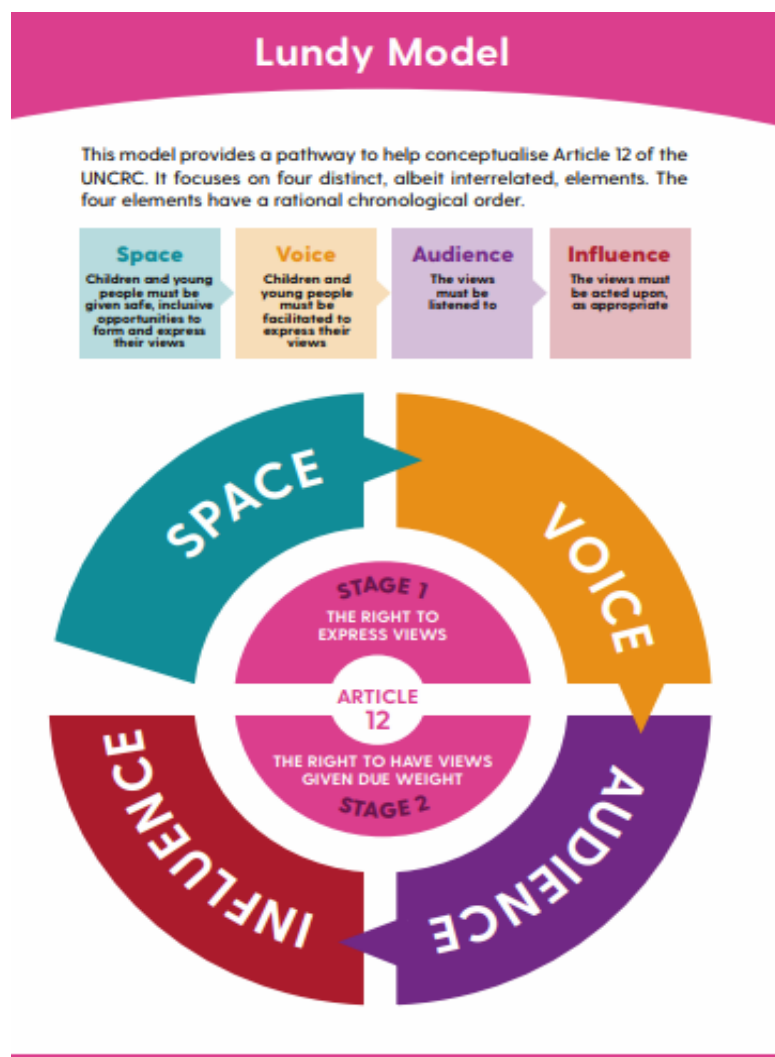 Lundy Model
This model provides a pathway to help conceptualise Article 12 of the
UNCRC. It focuses on four distinct, albeit interrelated, elements. The
four elements have a rational chronological order.
Space
Children and young
people must be
given safe, inclusive
opportunities to
form and express
their views
Voice
Children and
young people
must be
facilitated to
express their
views
Audience
The views
must be
listened to
Influence
The views must
be acted upon,
as appropriate
SPACE
VOICE
STAGE 1
THE RIGHT TO
EXPRESS VIEWS
ARTICLE
12
THE RIGHT TO HAVE VIEWS
GIVEN DUE WEIGHT
STAGE 2
INFLUENCE
AUDIENCE